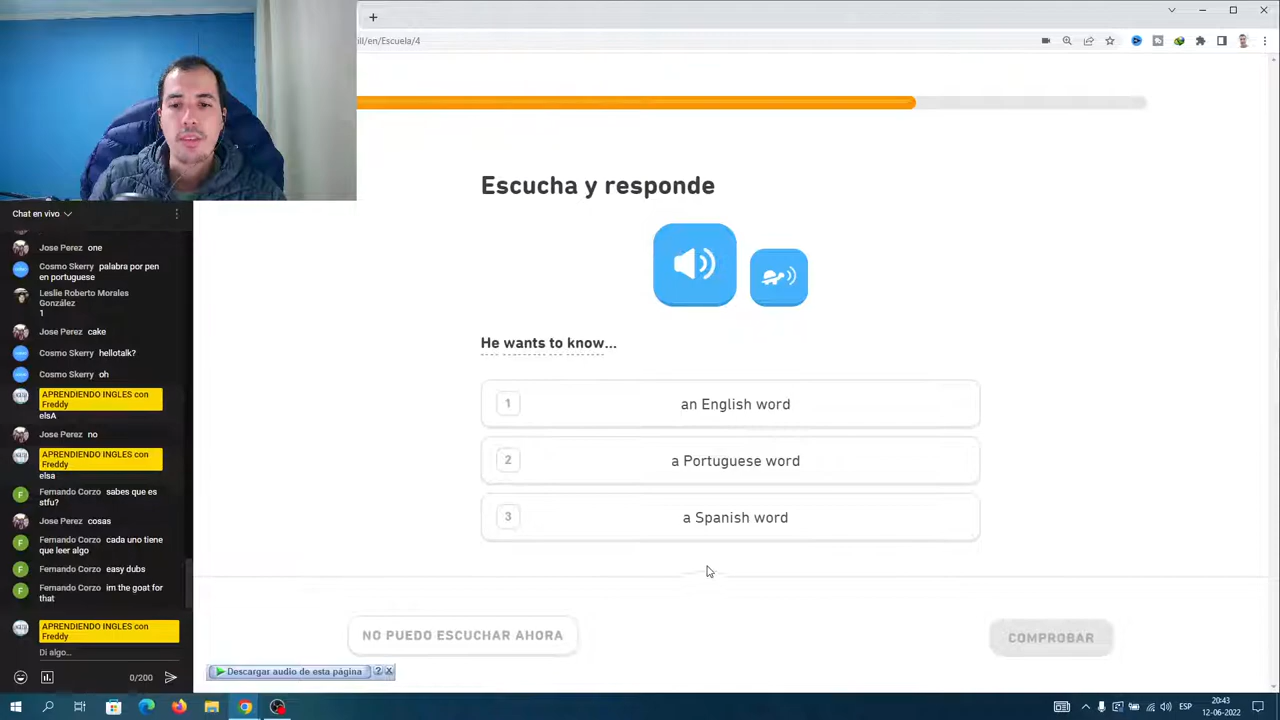 ill/en/Escuela/4
Chat en vivo
Jose Perez one
Cosmo Skerry palabra por pen
en portuguese
Leslie Roberto Morales
González
1
Jose Perez cake
Cosmo Skerry hellotalk?
Cosmo Skerry oh
APRENDIENDO INGLES con
Freddy
elsA
Jose Perez no
APRENDIENDO INGLES con
Freddy
elsa
Fernando Corzo sabes que es
stfu?
Jose Perez cosas
Fernando Corzo cada uno tiene
que leer algo
Fernando Corzo easy dubs
Fernando Corzo im the goat for
that
APRENDIENDO INGLES con
Freddy
Di algo...
0/200
Escucha y responde
He wants to know...
1 an English word
2 a Portuguese word
3 a Spanish word
NO PUEDO ESCUCHAR AHORA
COMPROBAR
Descargar audio de esta página ? X
ESP
20:43
12-06-2022